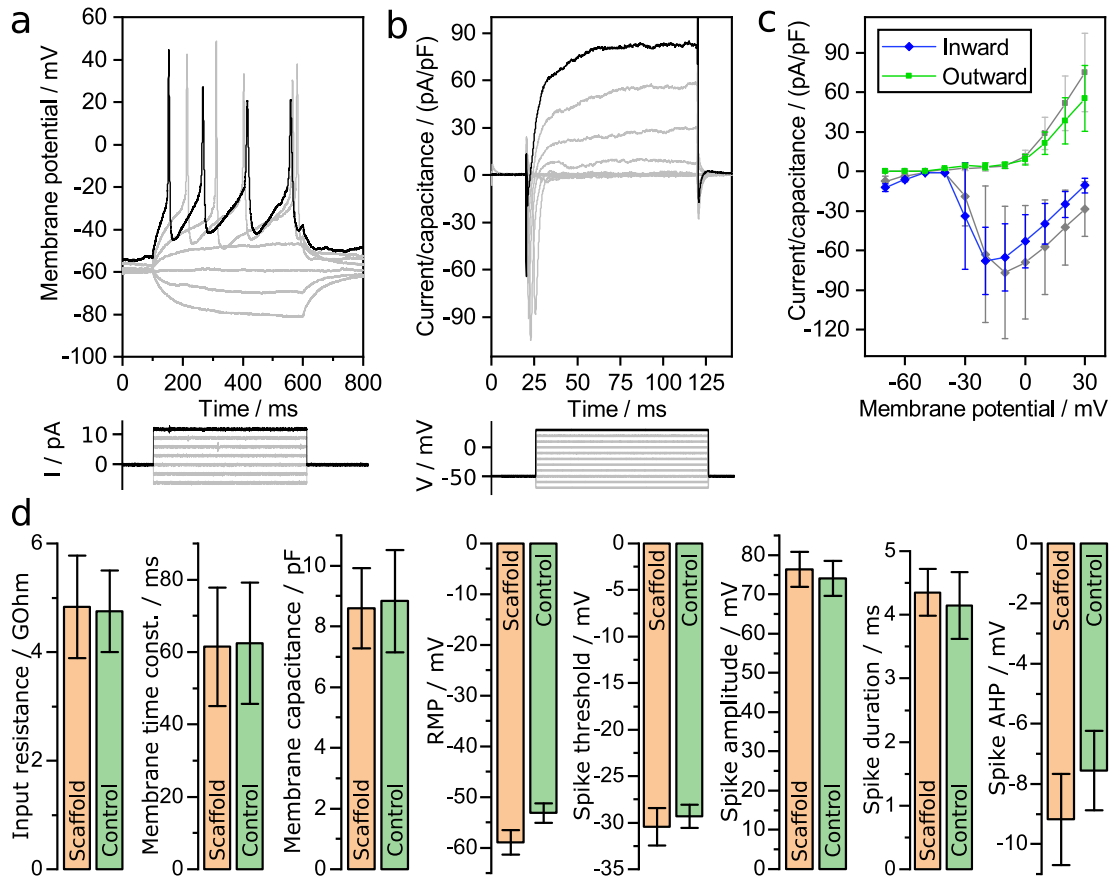 a
Membrane potential / mV
60
40
20
0
-20
-40
-60
-80
-100
0 200 400 600 800
Time / ms
I / pA
10
0
b
Current/capacitance / (pA/pF)
90
60
30
0
-30
-60
-90
0 25 50 75 100 125
Time / ms
V / mV
0
-50
c
Current/capacitance / (pA/pF)
Inward
Outward
90
60
30
0
-30
-60
-90
-120
-60 -30 0 30
Membrane potential / mV
d
Input resistance / GOhm
6
4
2
0
Scaffold
Control
Membrane time const. / ms
80
60
40
20
0
Scaffold
Control
Membrane capacitance / pF
10
8
6
4
2
0
Scaffold
Control
RMP / mV
0
-10
-20
-30
-40
-50
-60
Scaffold
Control
Spike threshold / mV
0
-5
-10
-15
-20
-25
-30
-35
Scaffold
Control
Spike amplitude / mV
80
70
60
50
40
30
20
10
0
Scaffold
Control
Spike duration / ms
5
4
3
2
1
0
Scaffold
Control
Spike AHP / mV
0
-2
-4
-6
-8
-10
Scaffold
Control